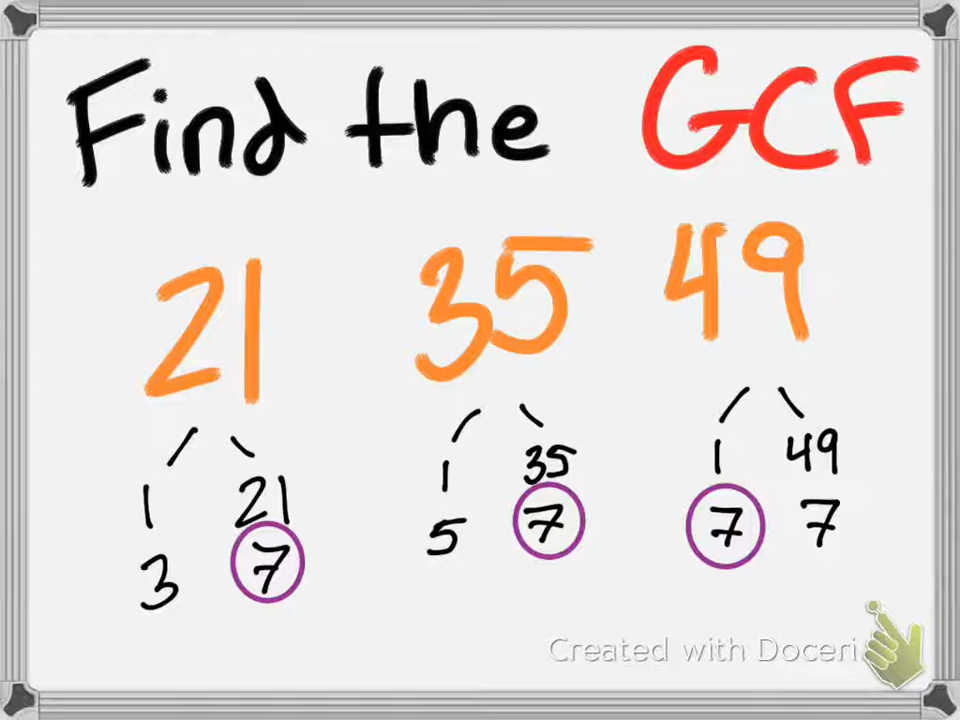 Find the GCF
21 35 49
1 21 1 35 1 49
3 7 5 7 7 7
Created with Doceri